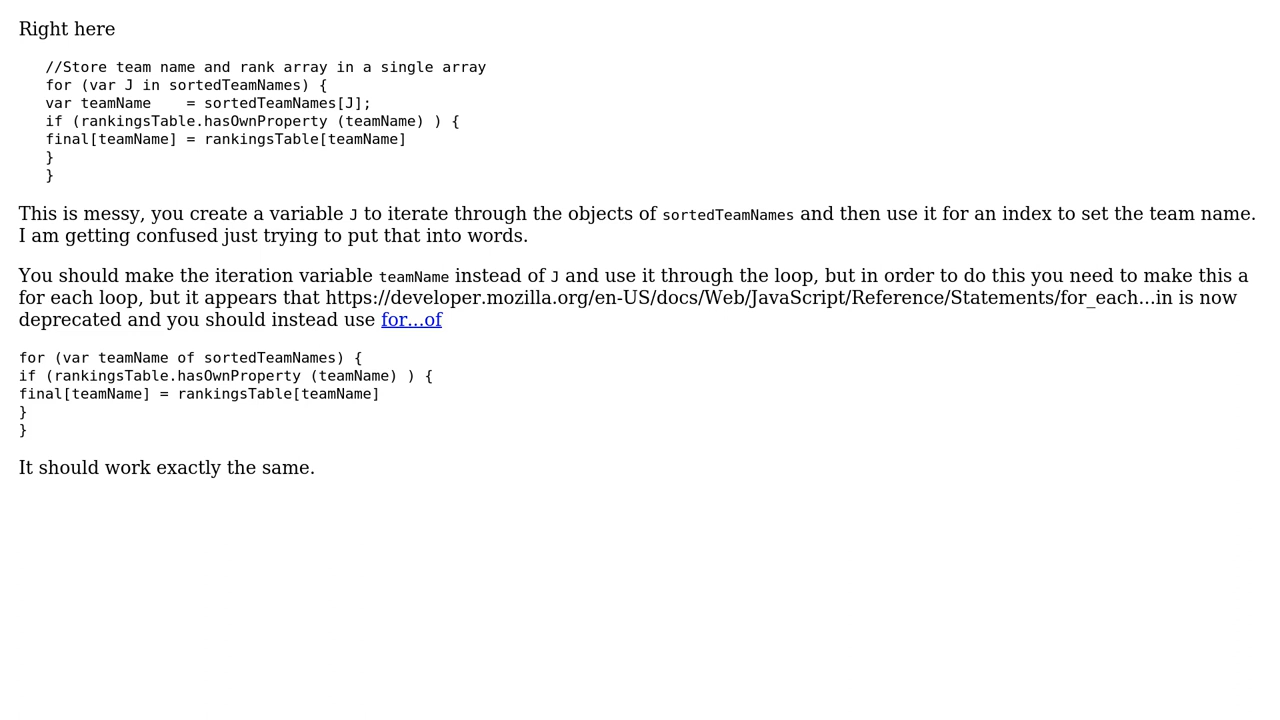 Right here
//Store team name and rank array in a single array
for (var J in sortedTeamNames) {
var teamName    = sortedTeamNames[J];
if (rankingsTable.hasOwnProperty (teamName) ) {
final[teamName] = rankingsTable[teamName]
}
}
This is messy, you create a variable J to iterate through the objects of sortedTeamNames and then use it for an index to set the team name.
I am getting confused just trying to put that into words.
You should make the iteration variable teamName instead of J and use it through the loop, but in order to do this you need to make this a
for each loop, but it appears that https://developer.mozilla.org/en-US/docs/Web/JavaScript/Reference/Statements/for_each...in is now
deprecated and you should instead use for...of
for (var teamName of sortedTeamNames) {
if (rankingsTable.hasOwnProperty (teamName) ) {
final[teamName] = rankingsTable[teamName]
}
}
It should work exactly the same.